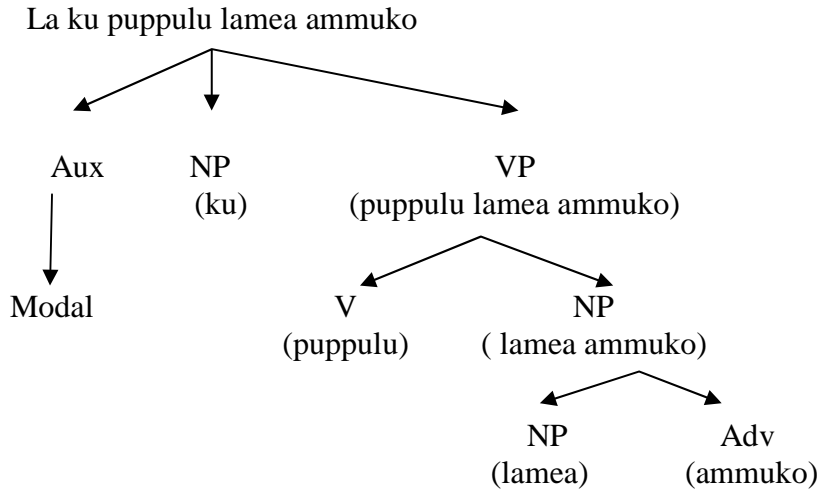 La ku puppulu lamea ammuko
Aux NP VP
(ku) (puppulu lamea ammuko)
Modal V NP
(puppulu) ( lamea ammuko)
NP Adv
(lamea) (ammuko)